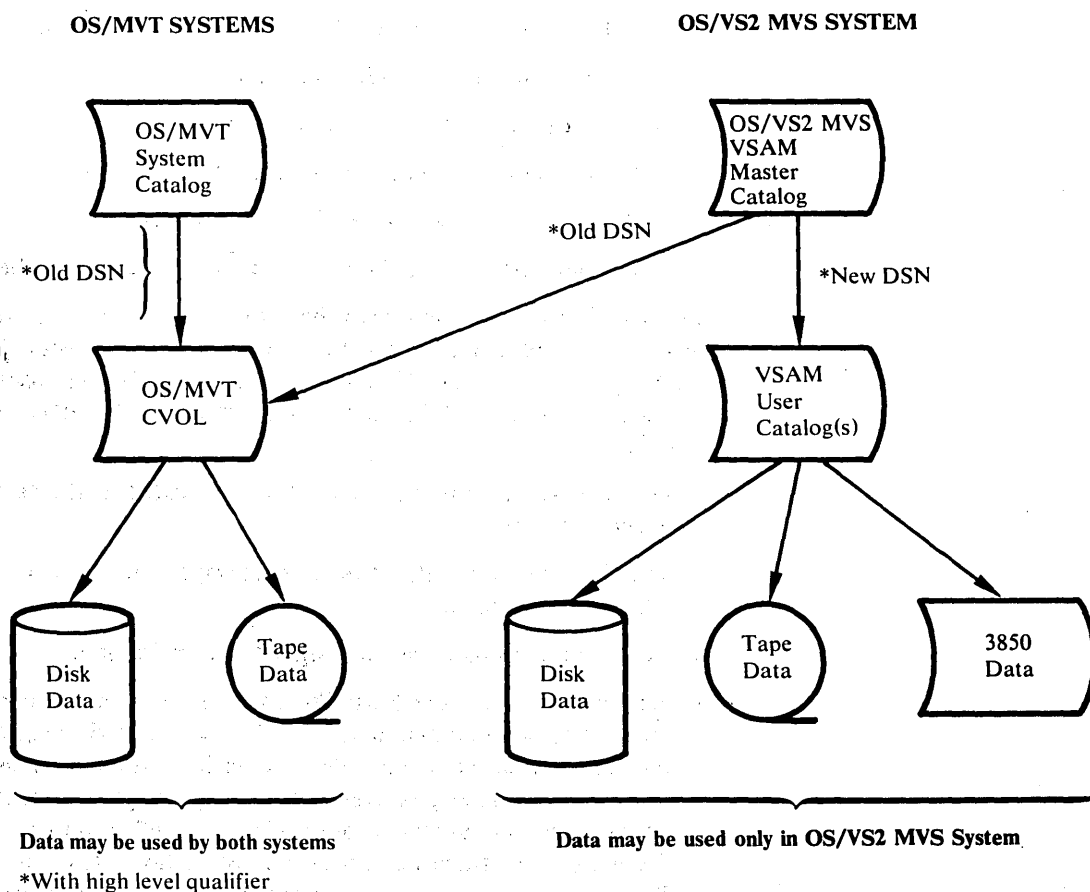 OS/MVT SYSTEMS
OS/VS2 MVS SYSTEM
OS/MVT
System
Catalog
OS/VS2 MVS
VSAM
Master
Catalog
*Old DSN
*Old DSN
*New DSN
OS/MVT
CVOL
VSAM
User
Catalog(s)
Disk
Data
Tape
Data
Disk
Data
Tape
Data
3850
Data
Data may be used by both systems
Data may be used only in OS/VS2 MVS System
*With high level qualifier